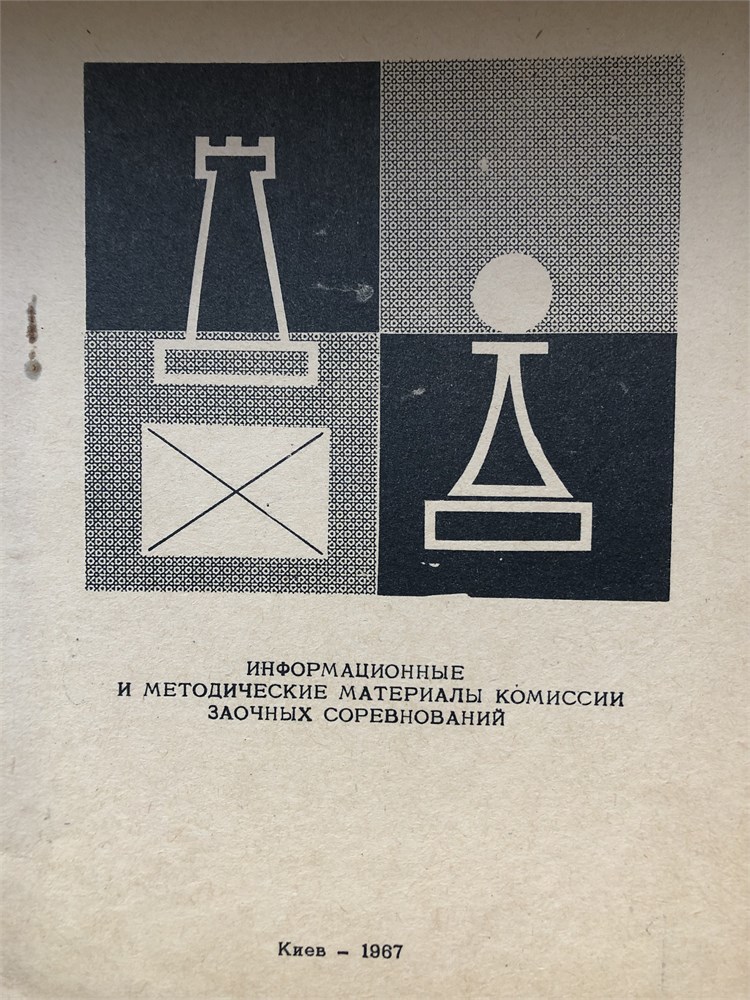 ИНФОРМАЦИОННЫЕ
И МЕТОДИЧЕСКИЕ МАТЕРИАЛЫ КОМИССИИ
ЗАОЧНЫХ СОРЕВНОВАНИЙ
Киев – 1967